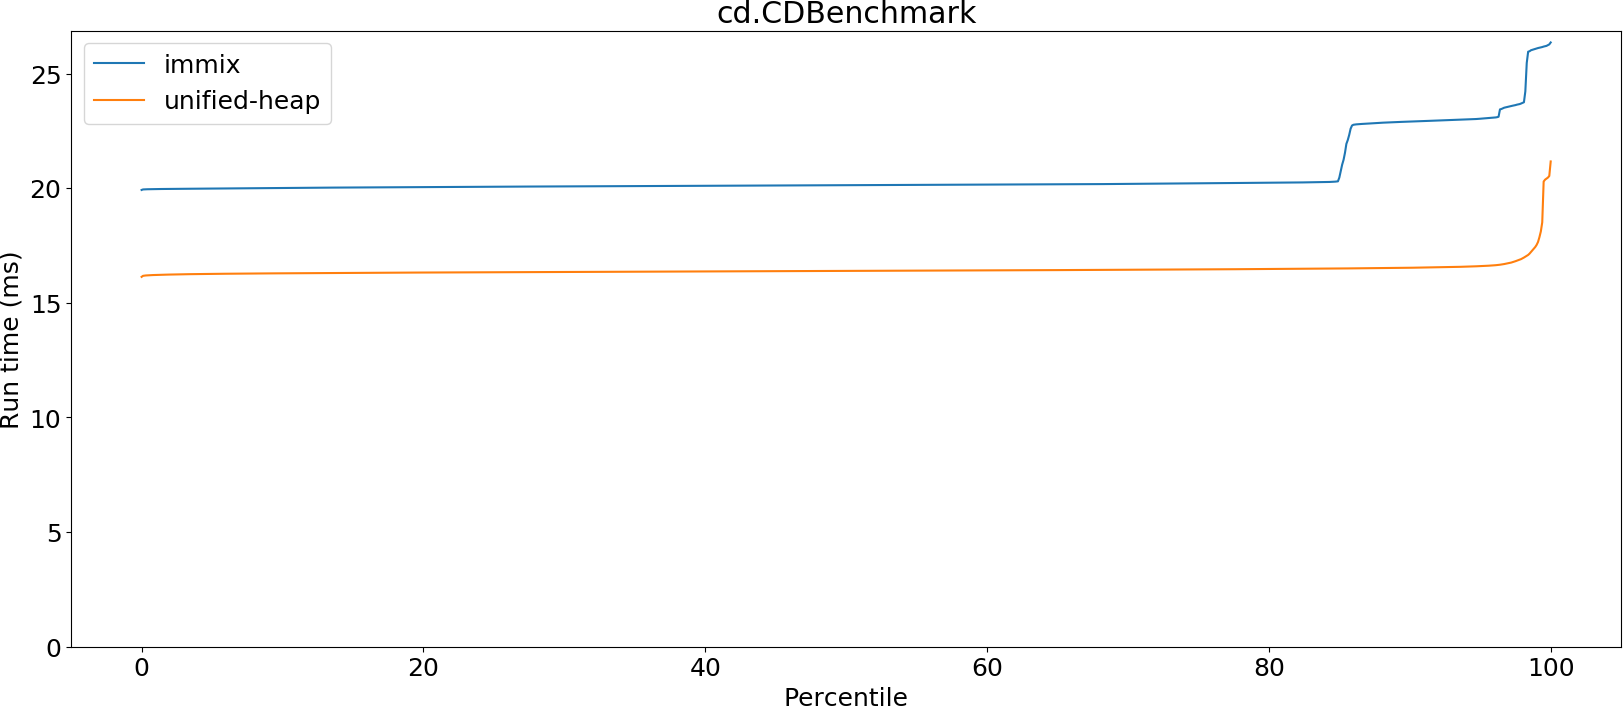 cd.CDBenchmark
immix
unified-heap
Run time (ms)
25
20
15
10
5
0
0 20 40 60 80 100
Percentile